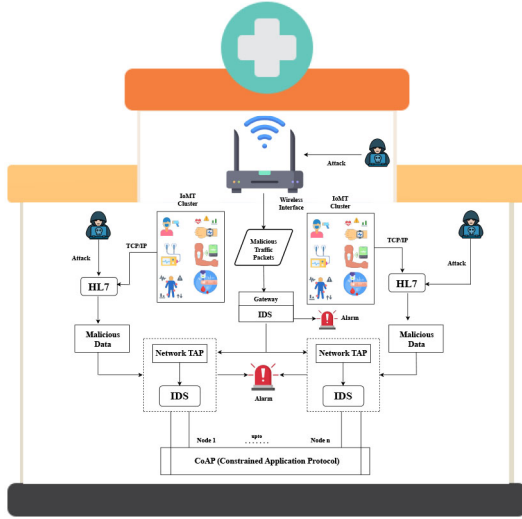 Attack
IoMT
Cluster
Wireless
Interface
IoMT
Cluster
TCP/IP
Malicious
Traffic
Packets
TCP/IP
Attack
Attack
HL7
HL7
Gateway
IDS
Alarm
Malicious
Data
Malicious
Data
Network TAP
Network TAP
IDS
Alarm
IDS
Node 1
upto
Node n
CoAP (Constrained Application Protocol)